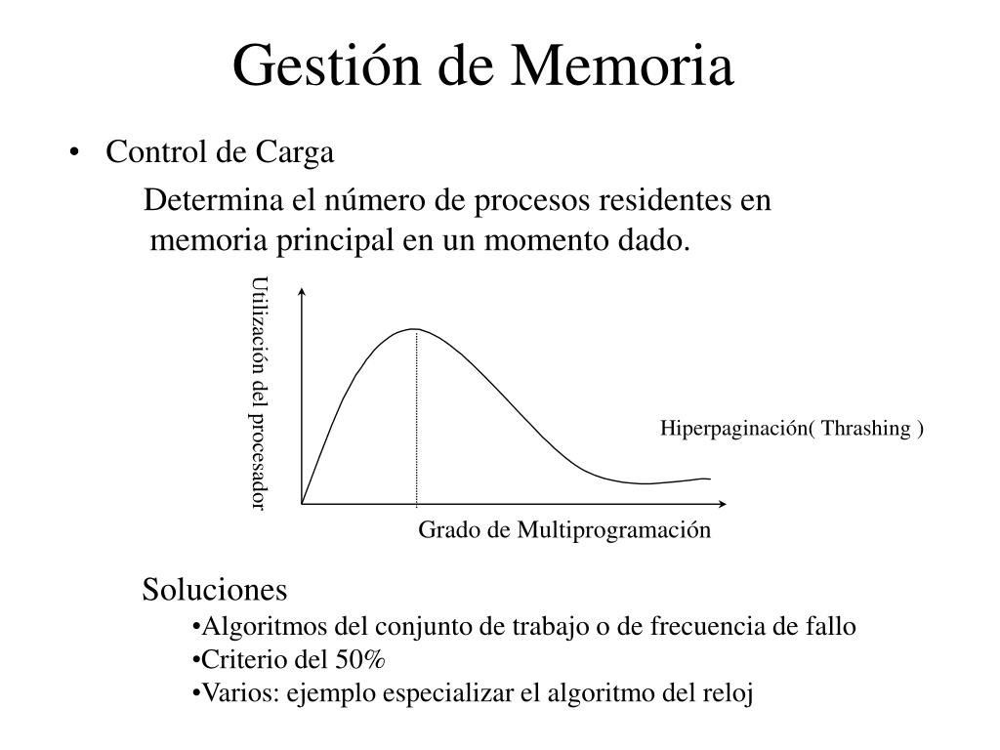 Gestión de Memoria
• Control de Carga
Determina el número de procesos residentes en
memoria principal en un momento dado.
Utilización del procesador
Hiperpaginación( Thrashing )
Grado de Multiprogramación
Soluciones
•Algoritmos del conjunto de trabajo o de frecuencia de fallo
•Criterio del 50%
•Varios: ejemplo especializar el algoritmo del reloj